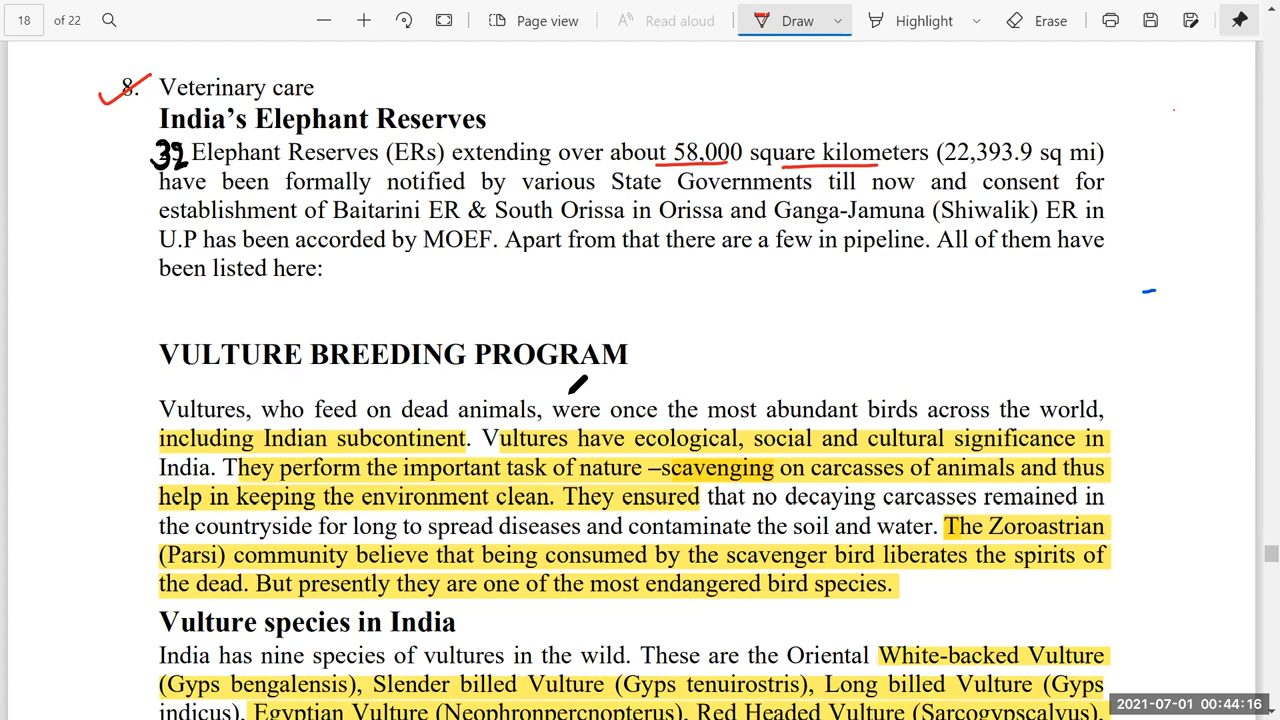 18 of 22 Page view Read aloud Draw Highlight Erase
8. Veterinary care
India's Elephant Reserves
32 Elephant Reserves (ERs) extending over about 58,000 square kilometers (22,393.9 sq mi)
have been formally notified by various State Governments till now and consent for
establishment of Baitarini ER & South Orissa in Orissa and Ganga-Jamuna (Shiwalik) ER in
U.P has been accorded by MOEF. Apart from that there are a few in pipeline. All of them have
been listed here:
VULTURE BREEDING PROGRAM
Vultures, who feed on dead animals, were once the most abundant birds across the world,
including Indian subcontinent. Vultures have ecological, social and cultural significance in
India. They perform the important task of nature –scavenging on carcasses of animals and thus
help in keeping the environment clean. They ensured that no decaying carcasses remained in
the countryside for long to spread diseases and contaminate the soil and water. The Zoroastrian
(Parsi) community believe that being consumed by the scavenger bird liberates the spirits of
the dead. But presently they are one of the most endangered bird species.
Vulture species in India
India has nine species of vultures in the wild. These are the Oriental White-backed Vulture
(Gyps bengalensis), Slender billed Vulture (Gyps tenuirostris), Long billed Vulture (Gyps
indicus), Egyptian Vulture (Neophronpercnopterus), Red Headed Vulture (Sarcogypscalvus),
2021-07-01 00:44:16